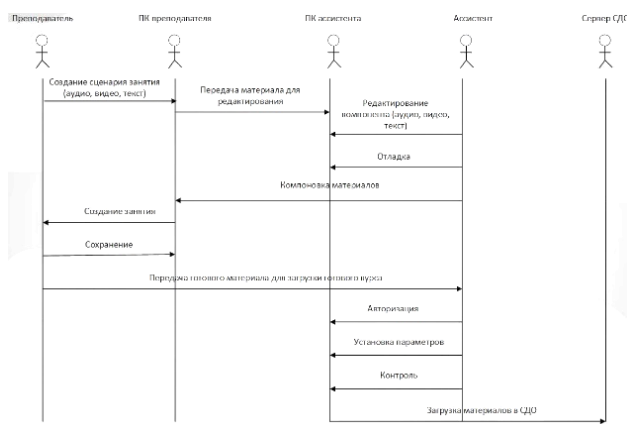 Преподаватель
ПК преподавателя
ПК ассистента
Ассистент
Сервер СДО
Создание сценария занятия
(аудио, видео, текст)
Передача материала для
редактирования
Редактирование
компонента (аудио, видео,
текст)
Отладка
Компоновка материалов
Создание занятия
Сохранение
Передача готового материала для загрузки готового курса
Авторизация
Установка параметров
Контроль
Загрузка материалов в СДО